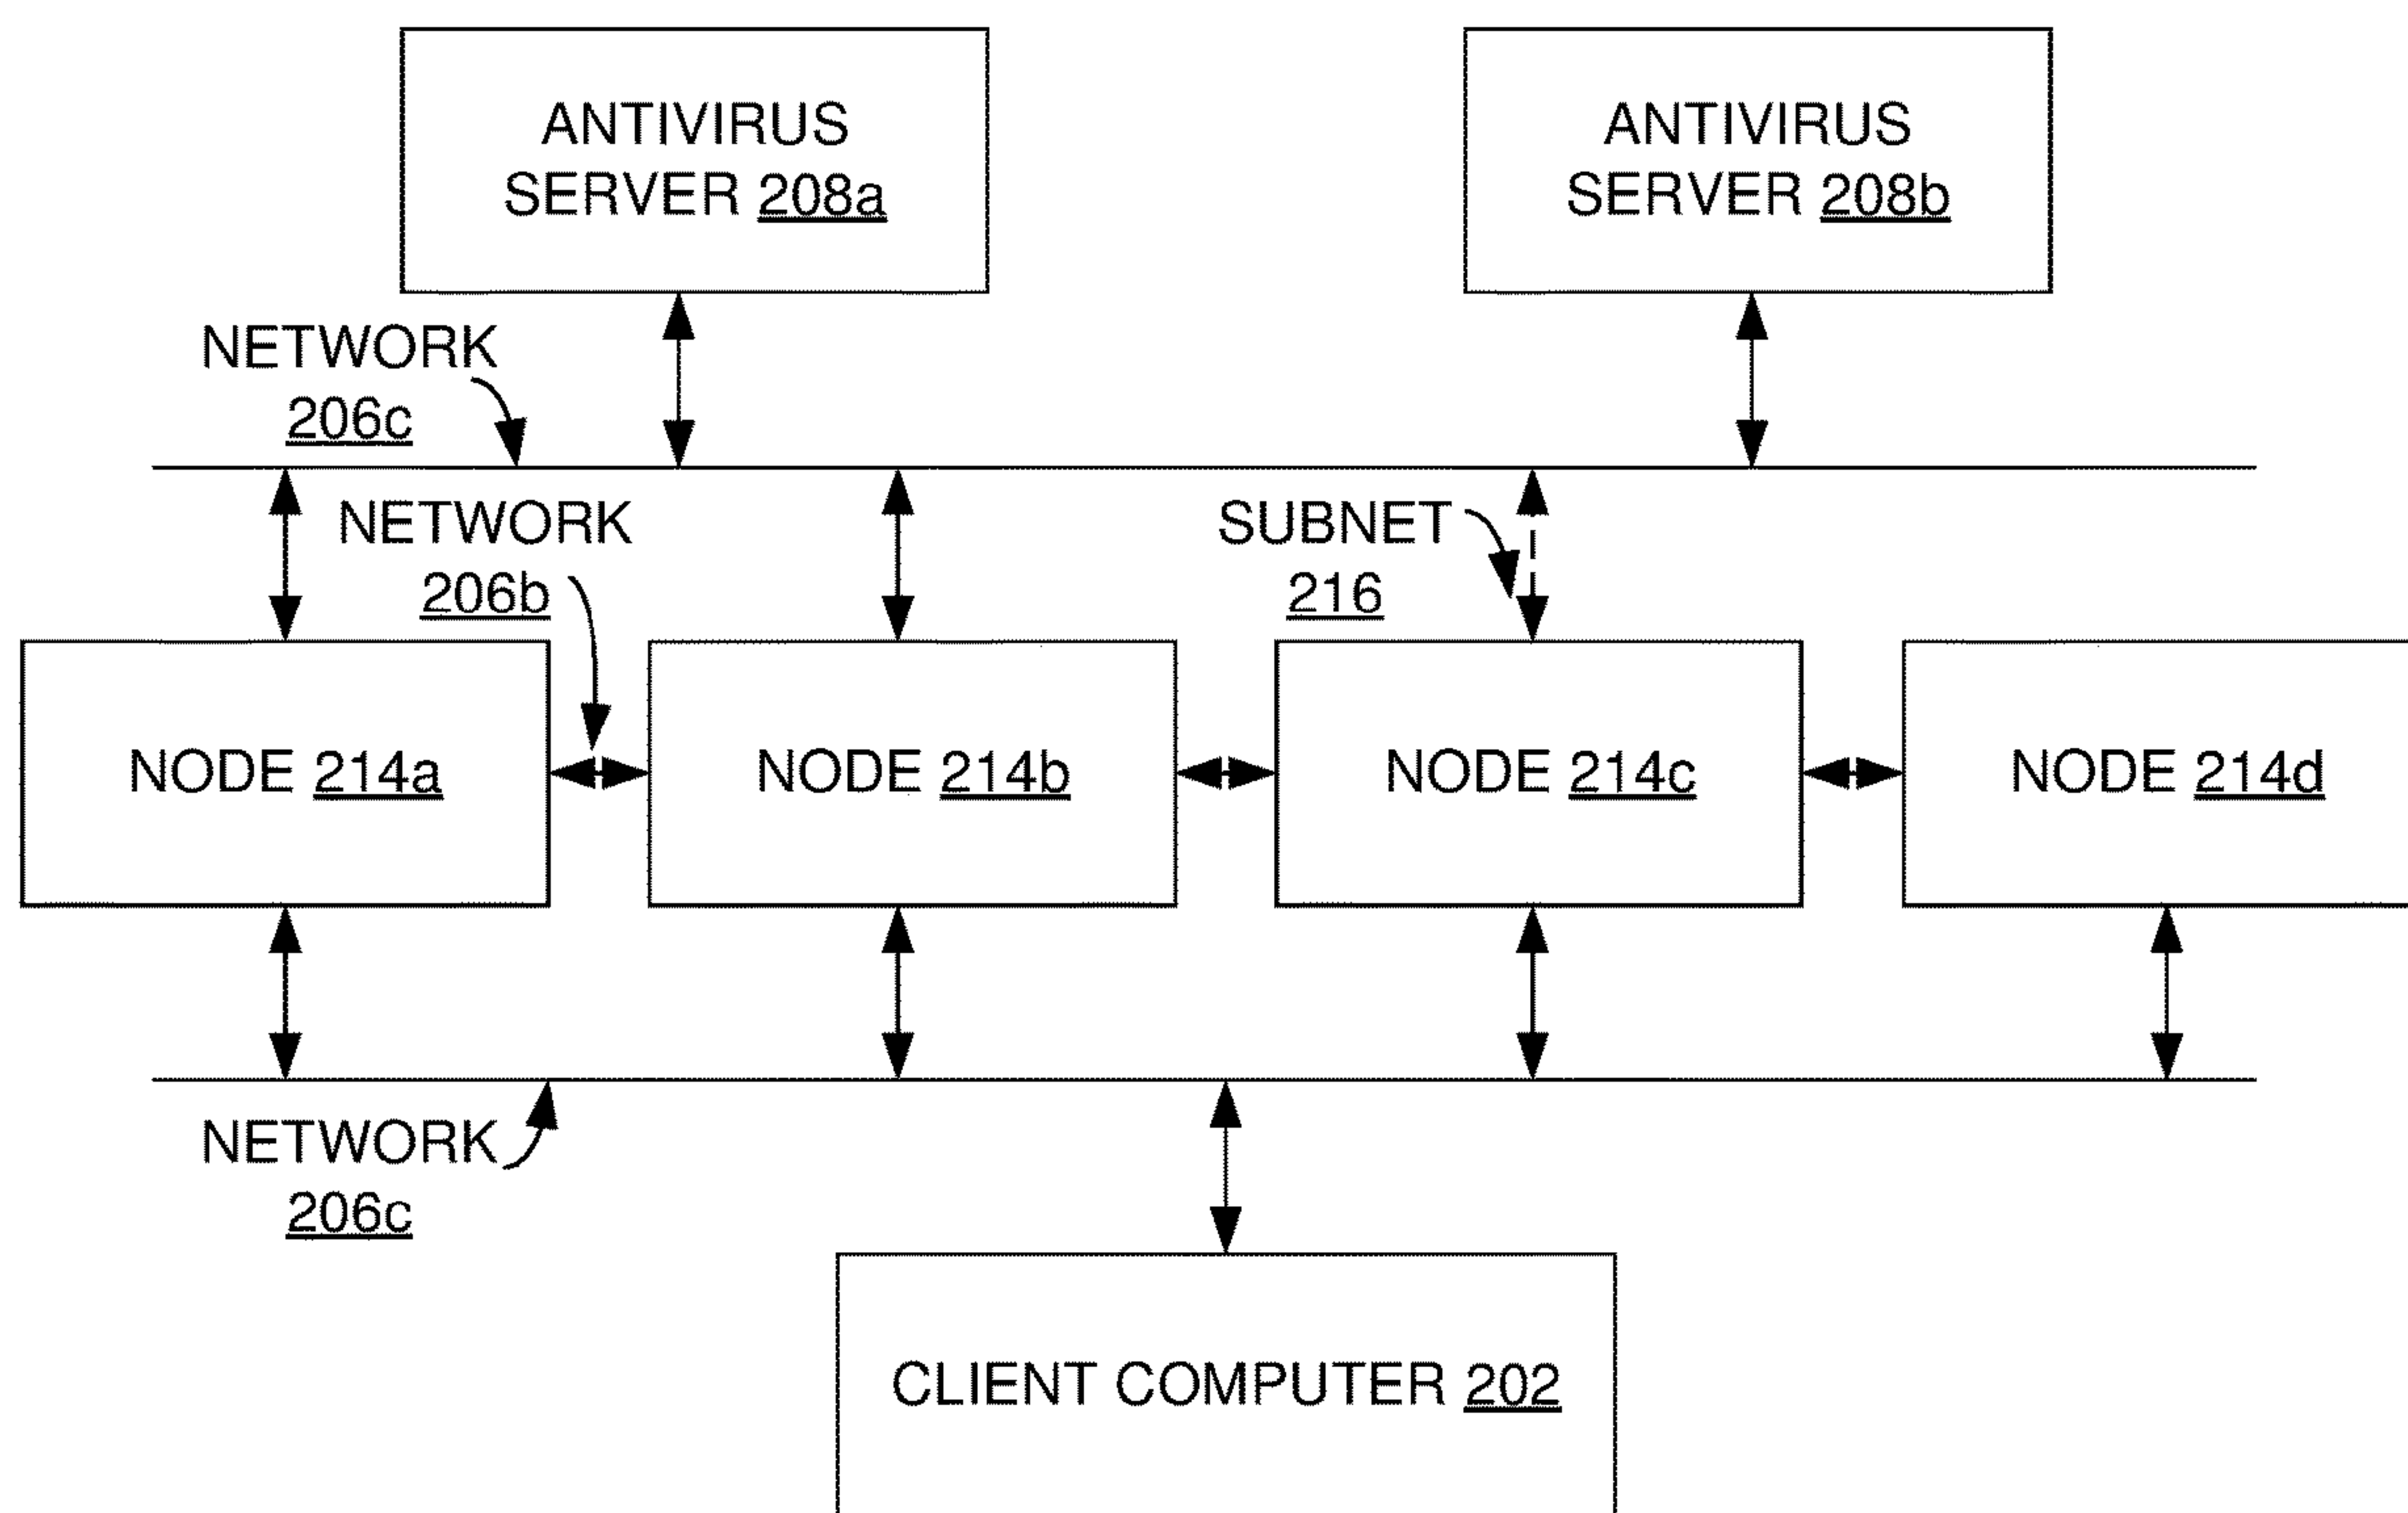 ANTIVIRUS
SERVER 208a
ANTIVIRUS
SERVER 208b
NETWORK
206c
NETWORK
206b
SUBNET
216
NODE 214a
NODE 214b
NODE 214c
NODE 214d
NETWORK
206c
CLIENT COMPUTER 202